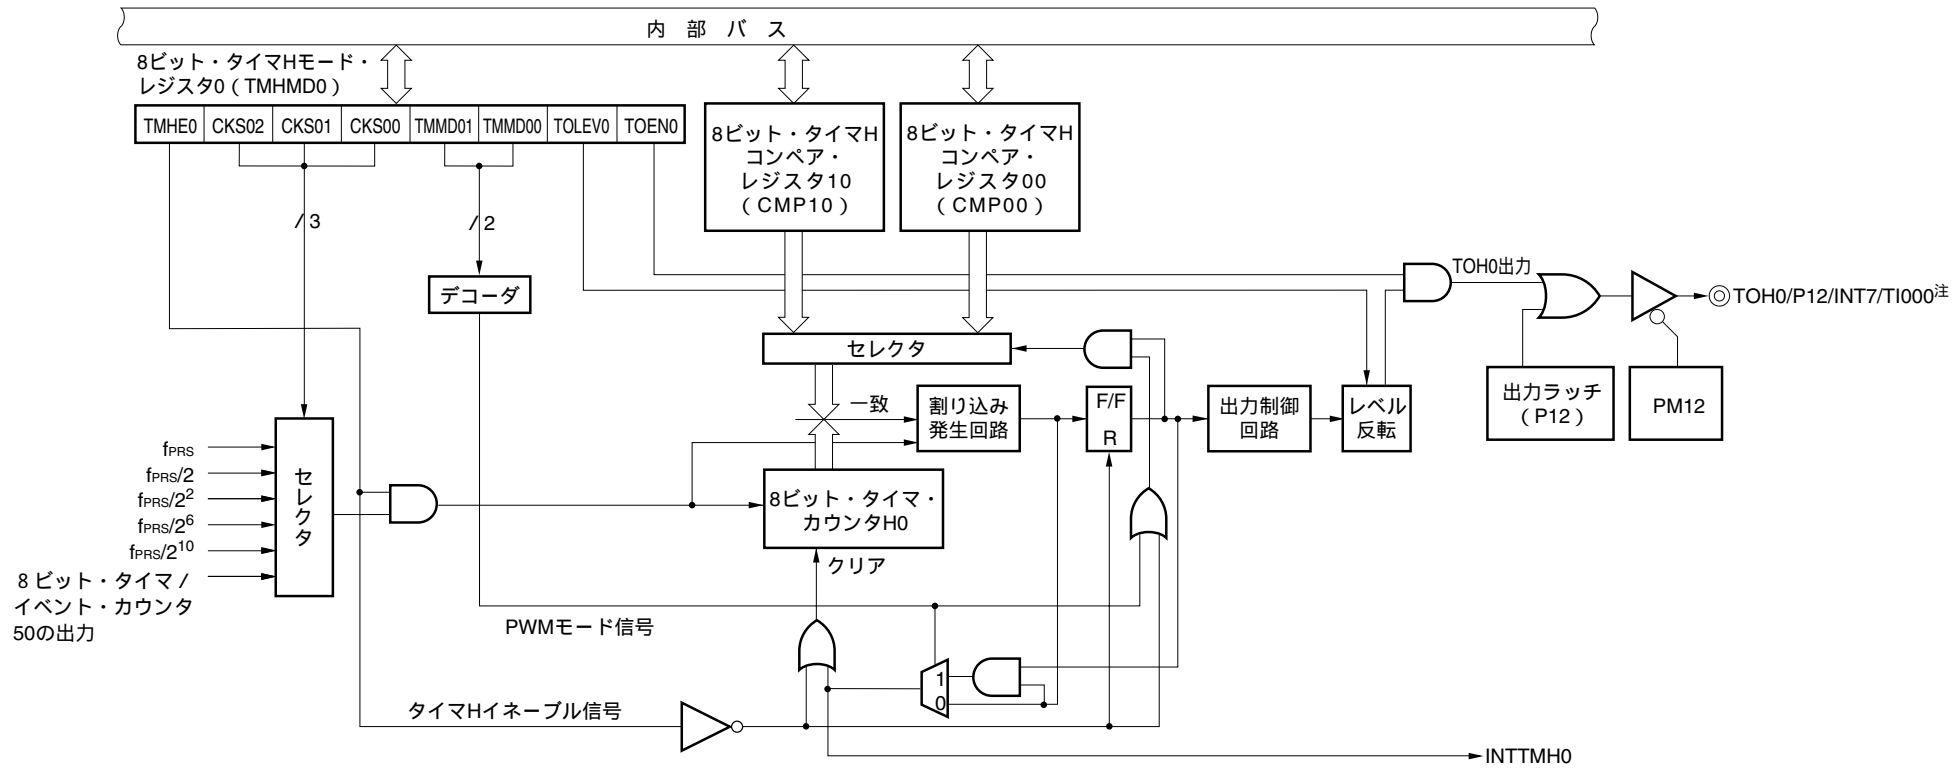 内 部 バ ス
8ビット・タイマHモード・
レジスタ0(TMHMD0)
TMHE0 CKS02 CKS01 CKS00 TMMD01 TMMD00 TOLEV0 TOEN0
8ビット・タイマH
コンペア・
レジスタ10
(CMP10)
8ビット・タイマH
コンペア・
レジスタ00
(CMP00)
/ 3
/ 2
デコーダ
TOH0出力
TOH0/P12/INT7/TI000注
セレクタ
一致
割り込み
発生回路
F/F
R
出力制御
回路
レベル
反転
出力ラッチ
(P12)
PM12
fPRS
fPRS/2
fPRS/2²
fPRS/2⁶
fPRS/2¹⁰
8 ビット・タイマ /
イベント・カウンタ
50の出力
セレクタ
8ビット・タイマ・
カウンタH0
クリア
PWMモード信号
1
0
タイマHイネーブル信号
INTTMH0